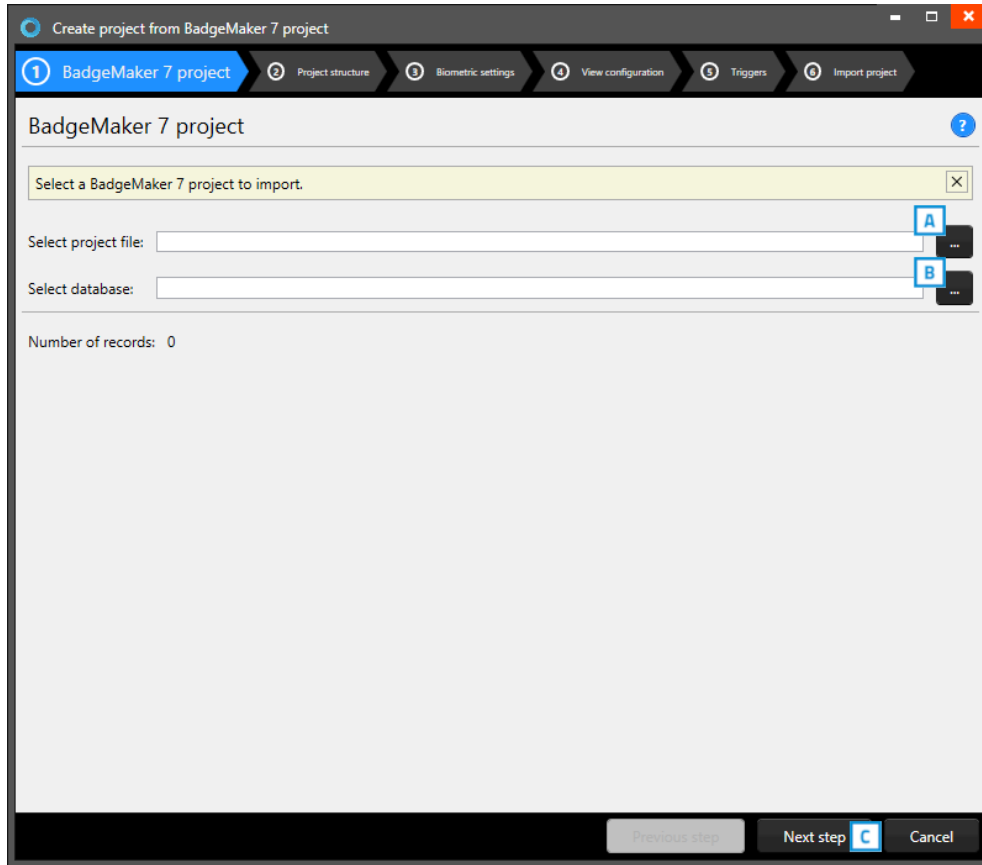 Create project from BadgeMaker 7 project
1 BadgeMaker 7 project 2 Project structure 3 Biometric settings 4 View configuration 5 Triggers 6 Import project
BadgeMaker 7 project ?
Select a BadgeMaker 7 project to import.
A
Select project file: ...
B
Select database: ...
Number of records: 0
Previous step Next step C Cancel